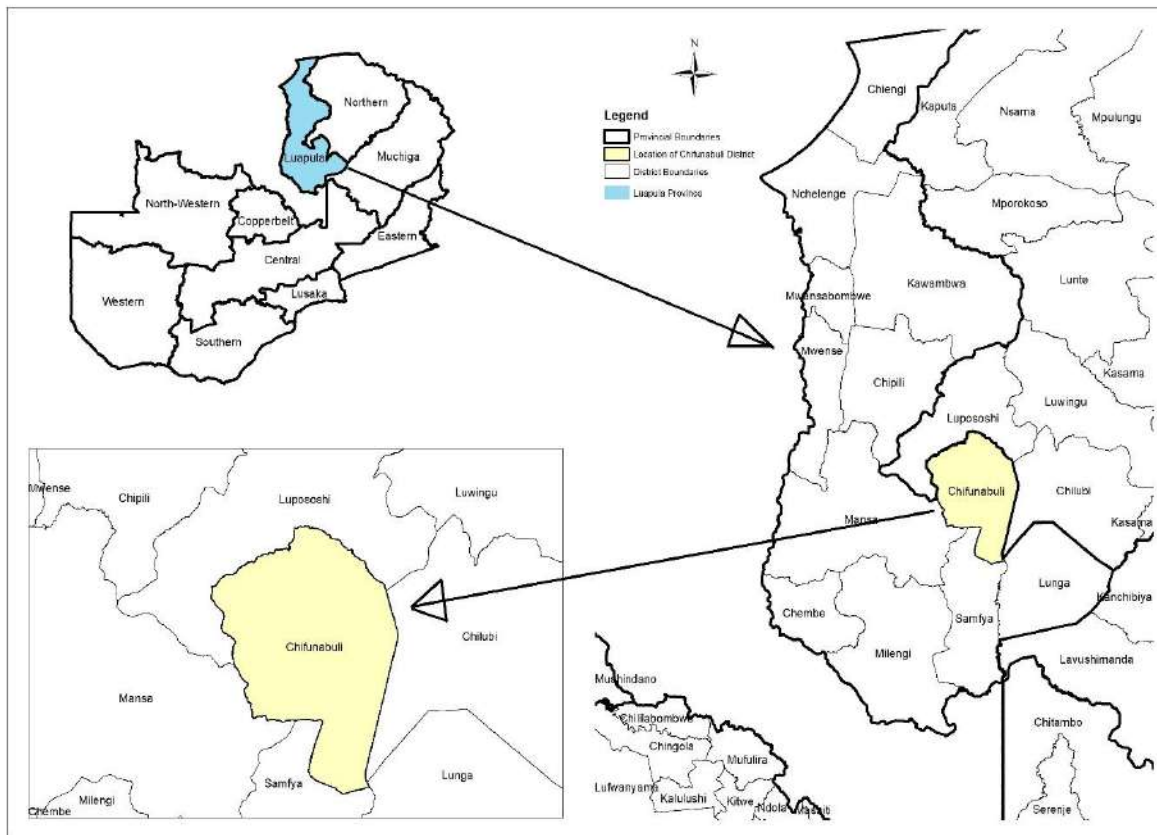 Northern
Luapula
Muchiga
North-Western
Copperbelt
Eastern
Central
Lusaka
Western
Southern
N
Legend
Provincial Boundaries
Location of Chifunabuli District
District Boundaries
Luapula Province
Chiengi
Kaputa
Nsama
Mpulungu
Nchelenge
Mporokoso
Mwansabombwe
Kawambwa
Lunte
Mwense
Chipili
Kasama
Luwingu
Lupososhi
Chifunabuli
Chilubi
Mansa
Kasama
Lunga
Kanchibiya
Chembe
Samfya
Milengi
Lavushimanda
Mushindano
Chililabombwe
Chitambo
Chingola
Mufulira
Lufwanyama
Kalulushi
Kitwe
Ndola
Masaiti
Serenje
Mwense
Chipili
Lupososhi
Luwingu
Chifunabuli
Chilubi
Mansa
Samfya
Lunga
Milengi
Chembe